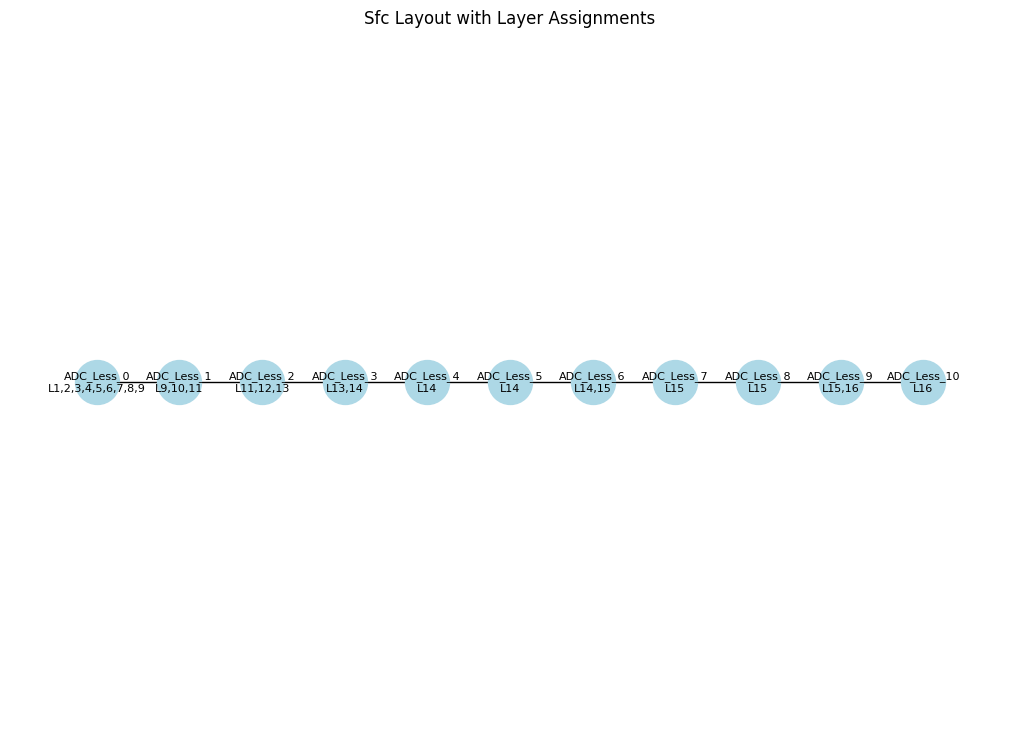 Sfc Layout with Layer Assignments
ADC_Less_0
L1,2,3,4,5,6,7,8,9
ADC_Less_1
L9,10,11
ADC_Less_2
L11,12,13
ADC_Less_3
L13,14
ADC_Less_4
L14
ADC_Less_5
L14
ADC_Less_6
L14,15
ADC_Less_7
L15
ADC_Less_8
L15
ADC_Less_9
L15,16
ADC_Less_10
L16